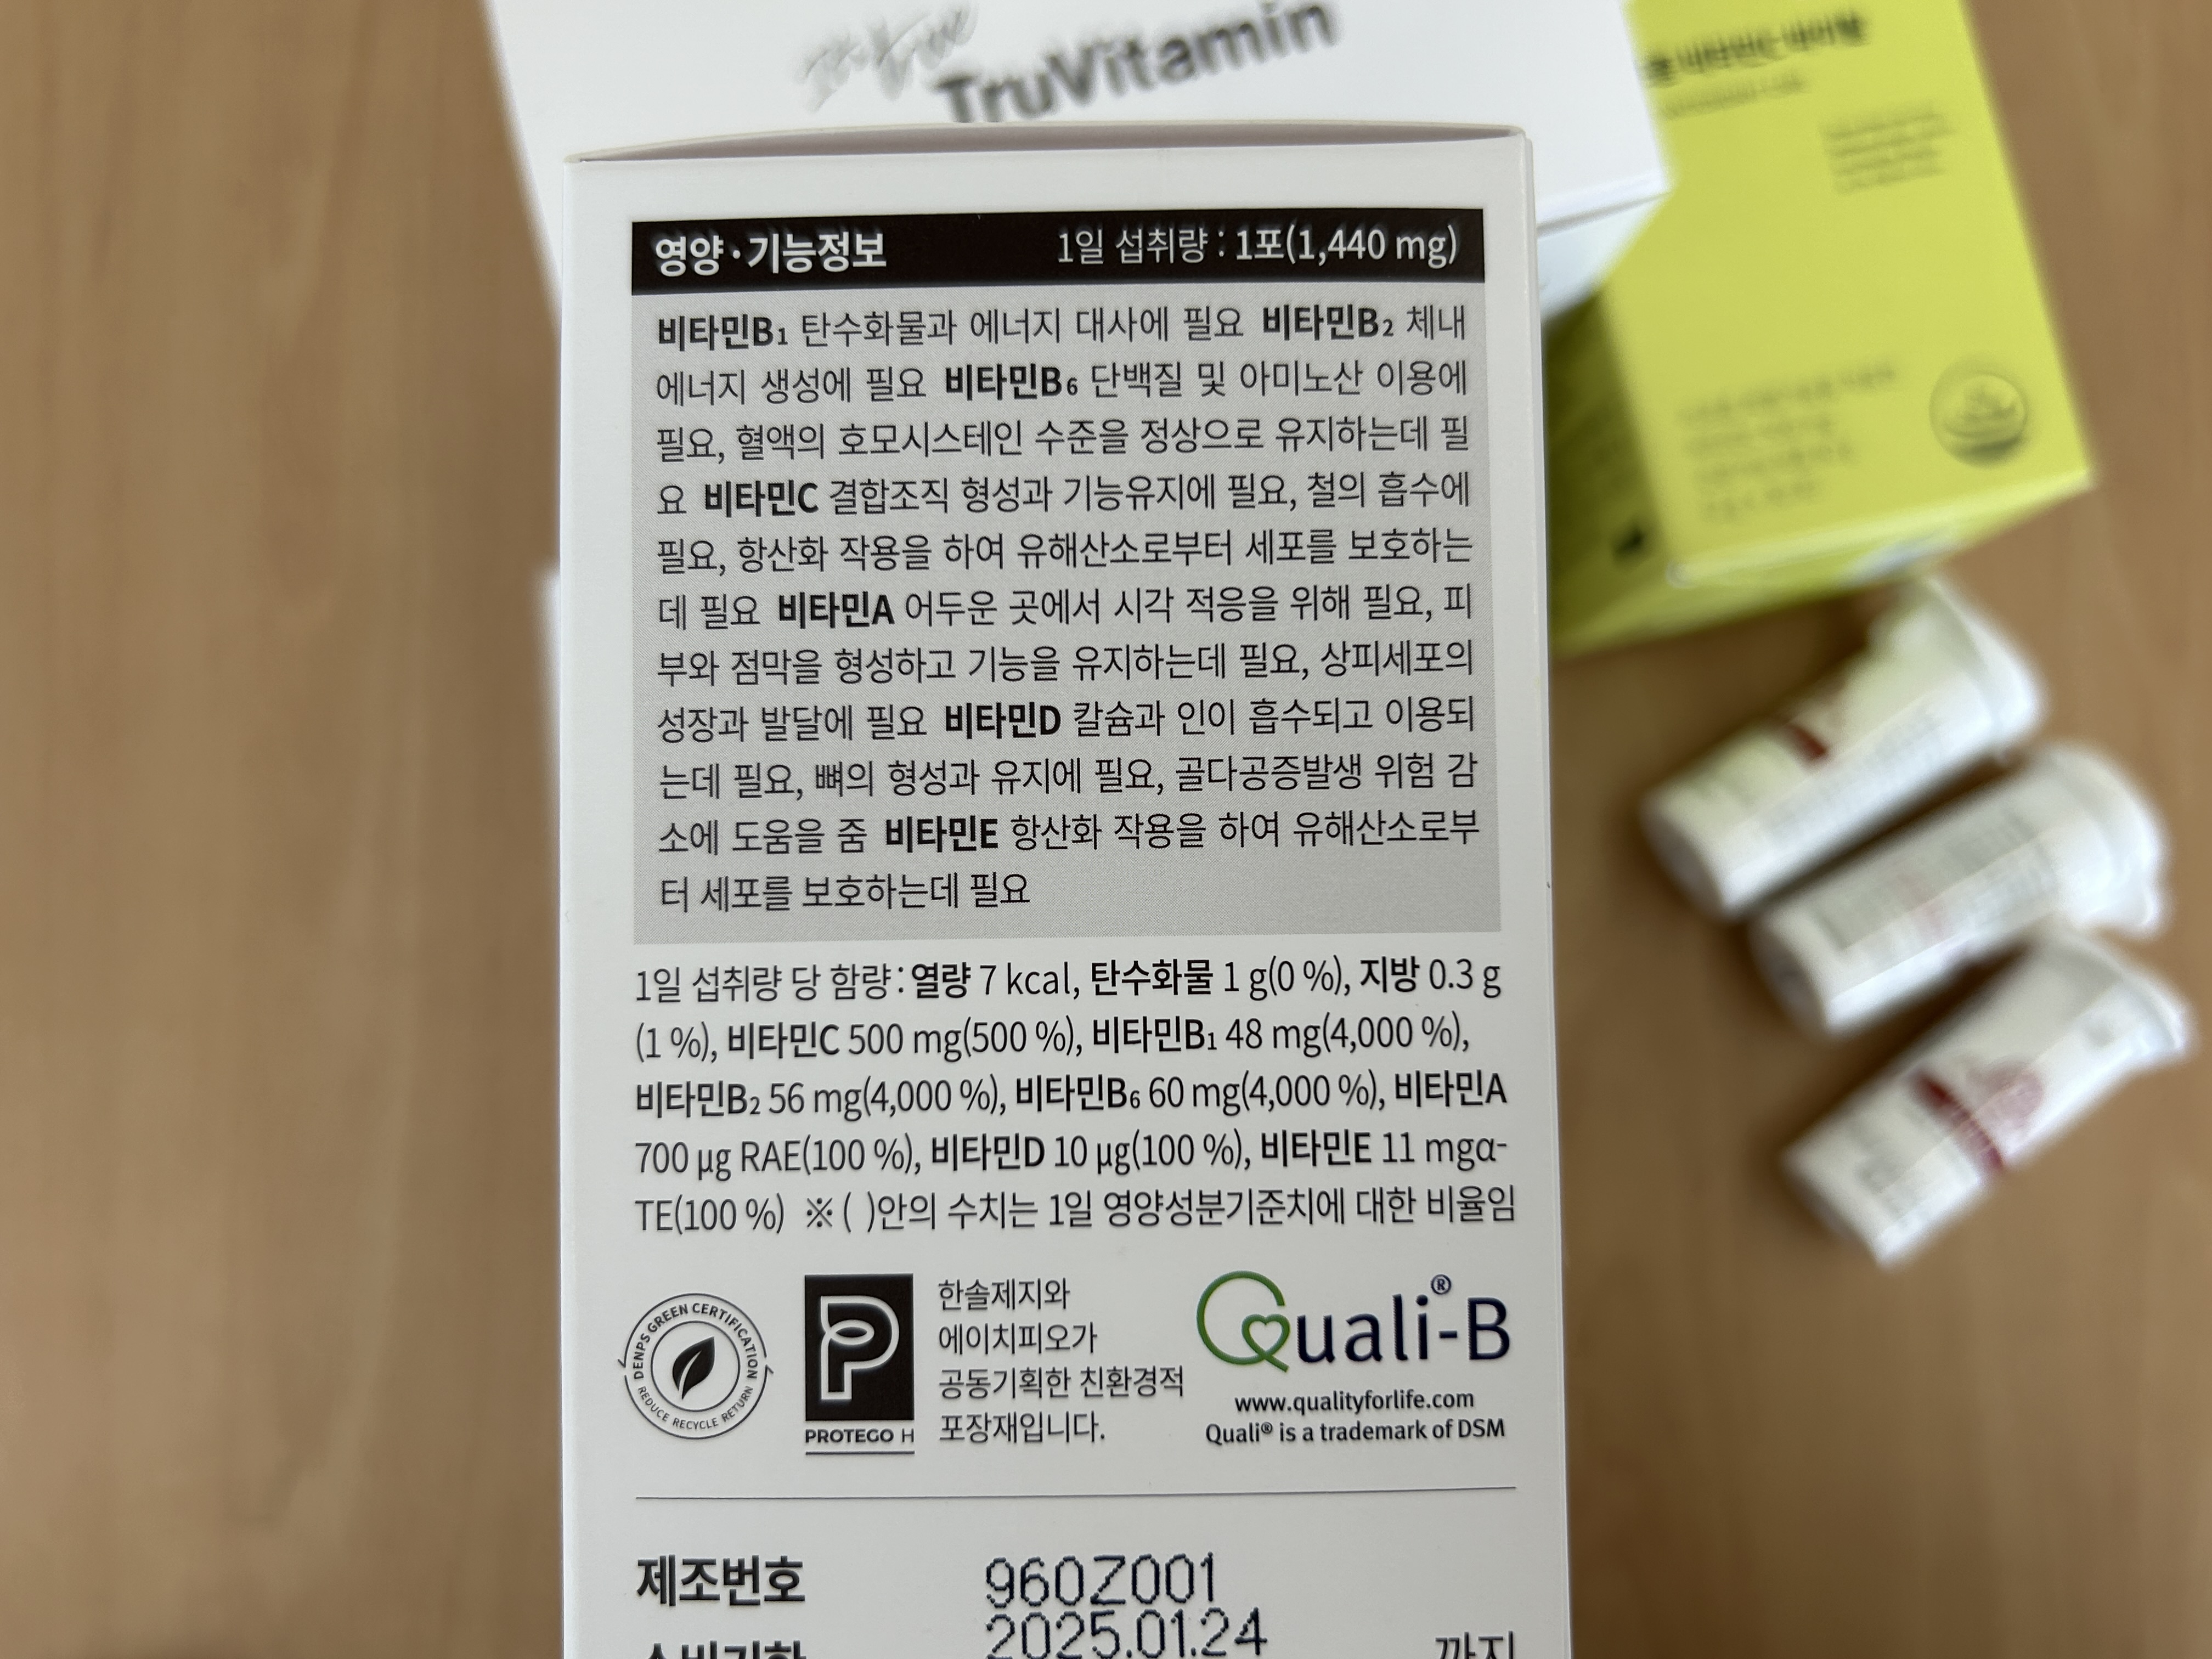 TruVitamin
영양·기능정보 1일 섭취량 : 1포(1,440 mg)
비타민B₁ 탄수화물과 에너지 대사에 필요 비타민B₂ 체내
에너지 생성에 필요 비타민B₆ 단백질 및 아미노산 이용에
필요, 혈액의 호모시스테인 수준을 정상으로 유지하는데 필
요 비타민C 결합조직 형성과 기능유지에 필요, 철의 흡수에
필요, 항산화 작용을 하여 유해산소로부터 세포를 보호하는
데 필요 비타민A 어두운 곳에서 시각 적응을 위해 필요, 피
부와 점막을 형성하고 기능을 유지하는데 필요, 상피세포의
성장과 발달에 필요 비타민D 칼슘과 인이 흡수되고 이용되
는데 필요, 뼈의 형성과 유지에 필요, 골다공증발생 위험 감
소에 도움을 줌 비타민E 항산화 작용을 하여 유해산소로부
터 세포를 보호하는데 필요
1일 섭취량 당 함량 : 열량 7 kcal, 탄수화물 1 g(0 %), 지방 0.3 g
(1 %), 비타민C 500 mg(500 %), 비타민B₁ 48 mg(4,000 %),
비타민B₂ 56 mg(4,000 %), 비타민B₆ 60 mg(4,000 %), 비타민A
700 μg RAE(100 %), 비타민D 10 μg(100 %), 비타민E 11 mgα-
TE(100 %) ※ ( )안의 수치는 1일 영양성분기준치에 대한 비율임
DENPS GREEN CERTIFICATION
REDUCE RECYCLE RETURN
PROTEGO H
한솔제지와
에이치피오가
공동기획한 친환경적
포장재입니다.
Quali®-B
www.qualityforlife.com
Quali® is a trademark of DSM
제조번호 960Z001
소비기한 2025.01.24 까지